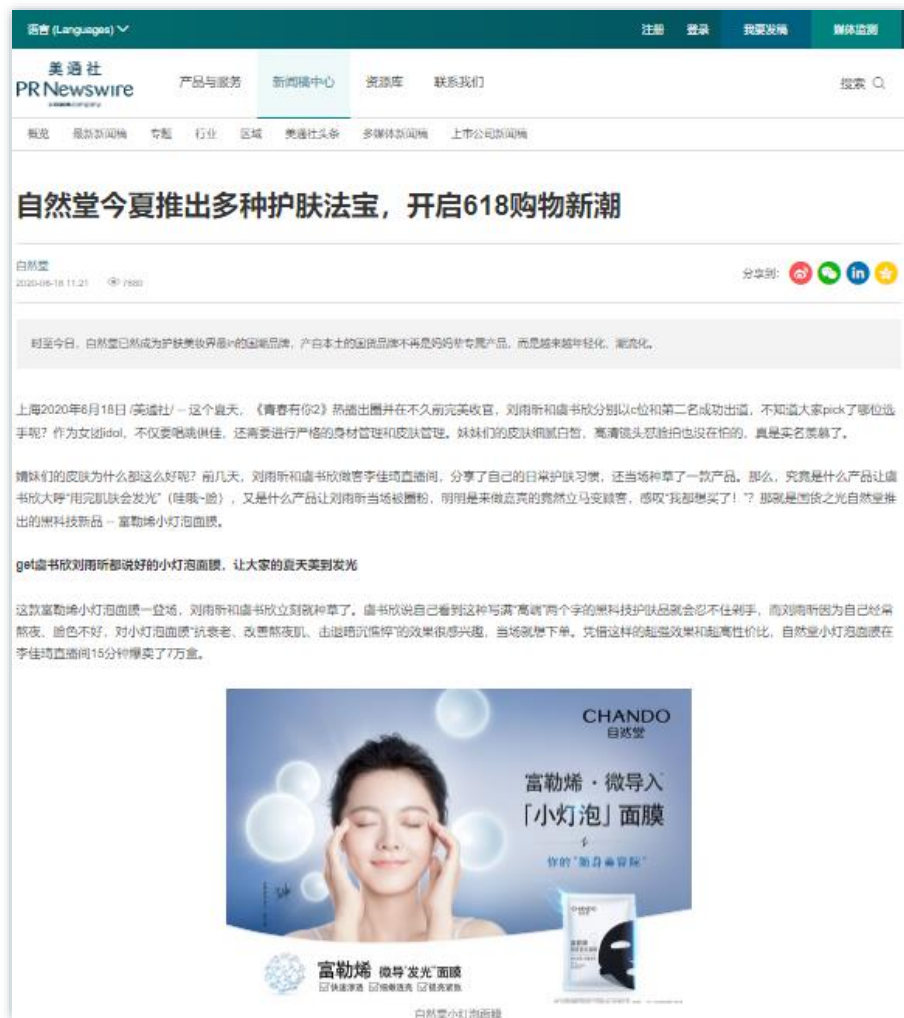 语言 (Languages)
注册 登录 我要发稿 媒体监测
美通社
PR Newswire
产品与服务 新闻稿中心 资源库 联系我们
搜索
概览 最新新闻稿 专题 行业 区域 美通社头条 多媒体新闻稿 上市公司新闻稿
自然堂今夏推出多种护肤法宝，开启618购物新潮
自然堂
2020-06-18 11:21 7680
分享到:
时至今日，自然堂已然成为护肤美妆界最in的国潮品牌，产自本土的国货品牌不再是妈妈辈专属产品，而是越来越年轻化、潮流化。
上海2020年6月18日 /美通社/ -- 这个夏天，《青春有你2》热播出圈并在不久前完美收官，刘雨昕和虞书欣分别以c位和第二名成功出道，不知道大家pick了哪位选
手呢？作为女团idol，不仅要唱跳俱佳，还需要进行严格的身材管理和皮肤管理。妹妹们的皮肤细腻白皙，高清镜头怼脸拍也没在怕的，真是实名羡慕了。
婧妹们的皮肤为什么都这么好呢？前几天，刘雨昕和虞书欣做客李佳琦直播间，分享了自己的日常护肤习惯，还当场种草了一款产品。那么，究竟是什么产品让虞
书欣大呼“用完肌肤会发光”（哇哦~脸），又是什么产品让刘雨昕当场被圈粉，明明是来做嘉宾的竟然立马变顾客，感叹“我都想买了！”？那就是国货之光自然堂推
出的黑科技新品 -- 富勒烯小灯泡面膜。
get虞书欣刘雨昕都说好的小灯泡面膜，让大家的夏天美到发光
这款富勒烯小灯泡面膜一登场，刘雨昕和虞书欣立刻就种草了。虞书欣说自己看到这种写满“高端”两个字的黑科技护肤品就会忍不住剁手，而刘雨昕因为自己经常
熬夜、脸色不好，对小灯泡面膜“抗衰老、改善熬夜肌、击退暗沉憔悴”的效果很感兴趣，当场就想下单。凭借这样的超强效果和超高性价比，自然堂小灯泡面膜在
李佳琦直播间15分钟爆卖了7万盒。
CHANDO
自然堂
富勒烯·微导入
「小灯泡」面膜
你的“随身美容院”
CHANDO
富勒烯 微导“发光”面膜
快速渗透 细嫩透亮 提亮紧致
自然堂小灯泡面膜